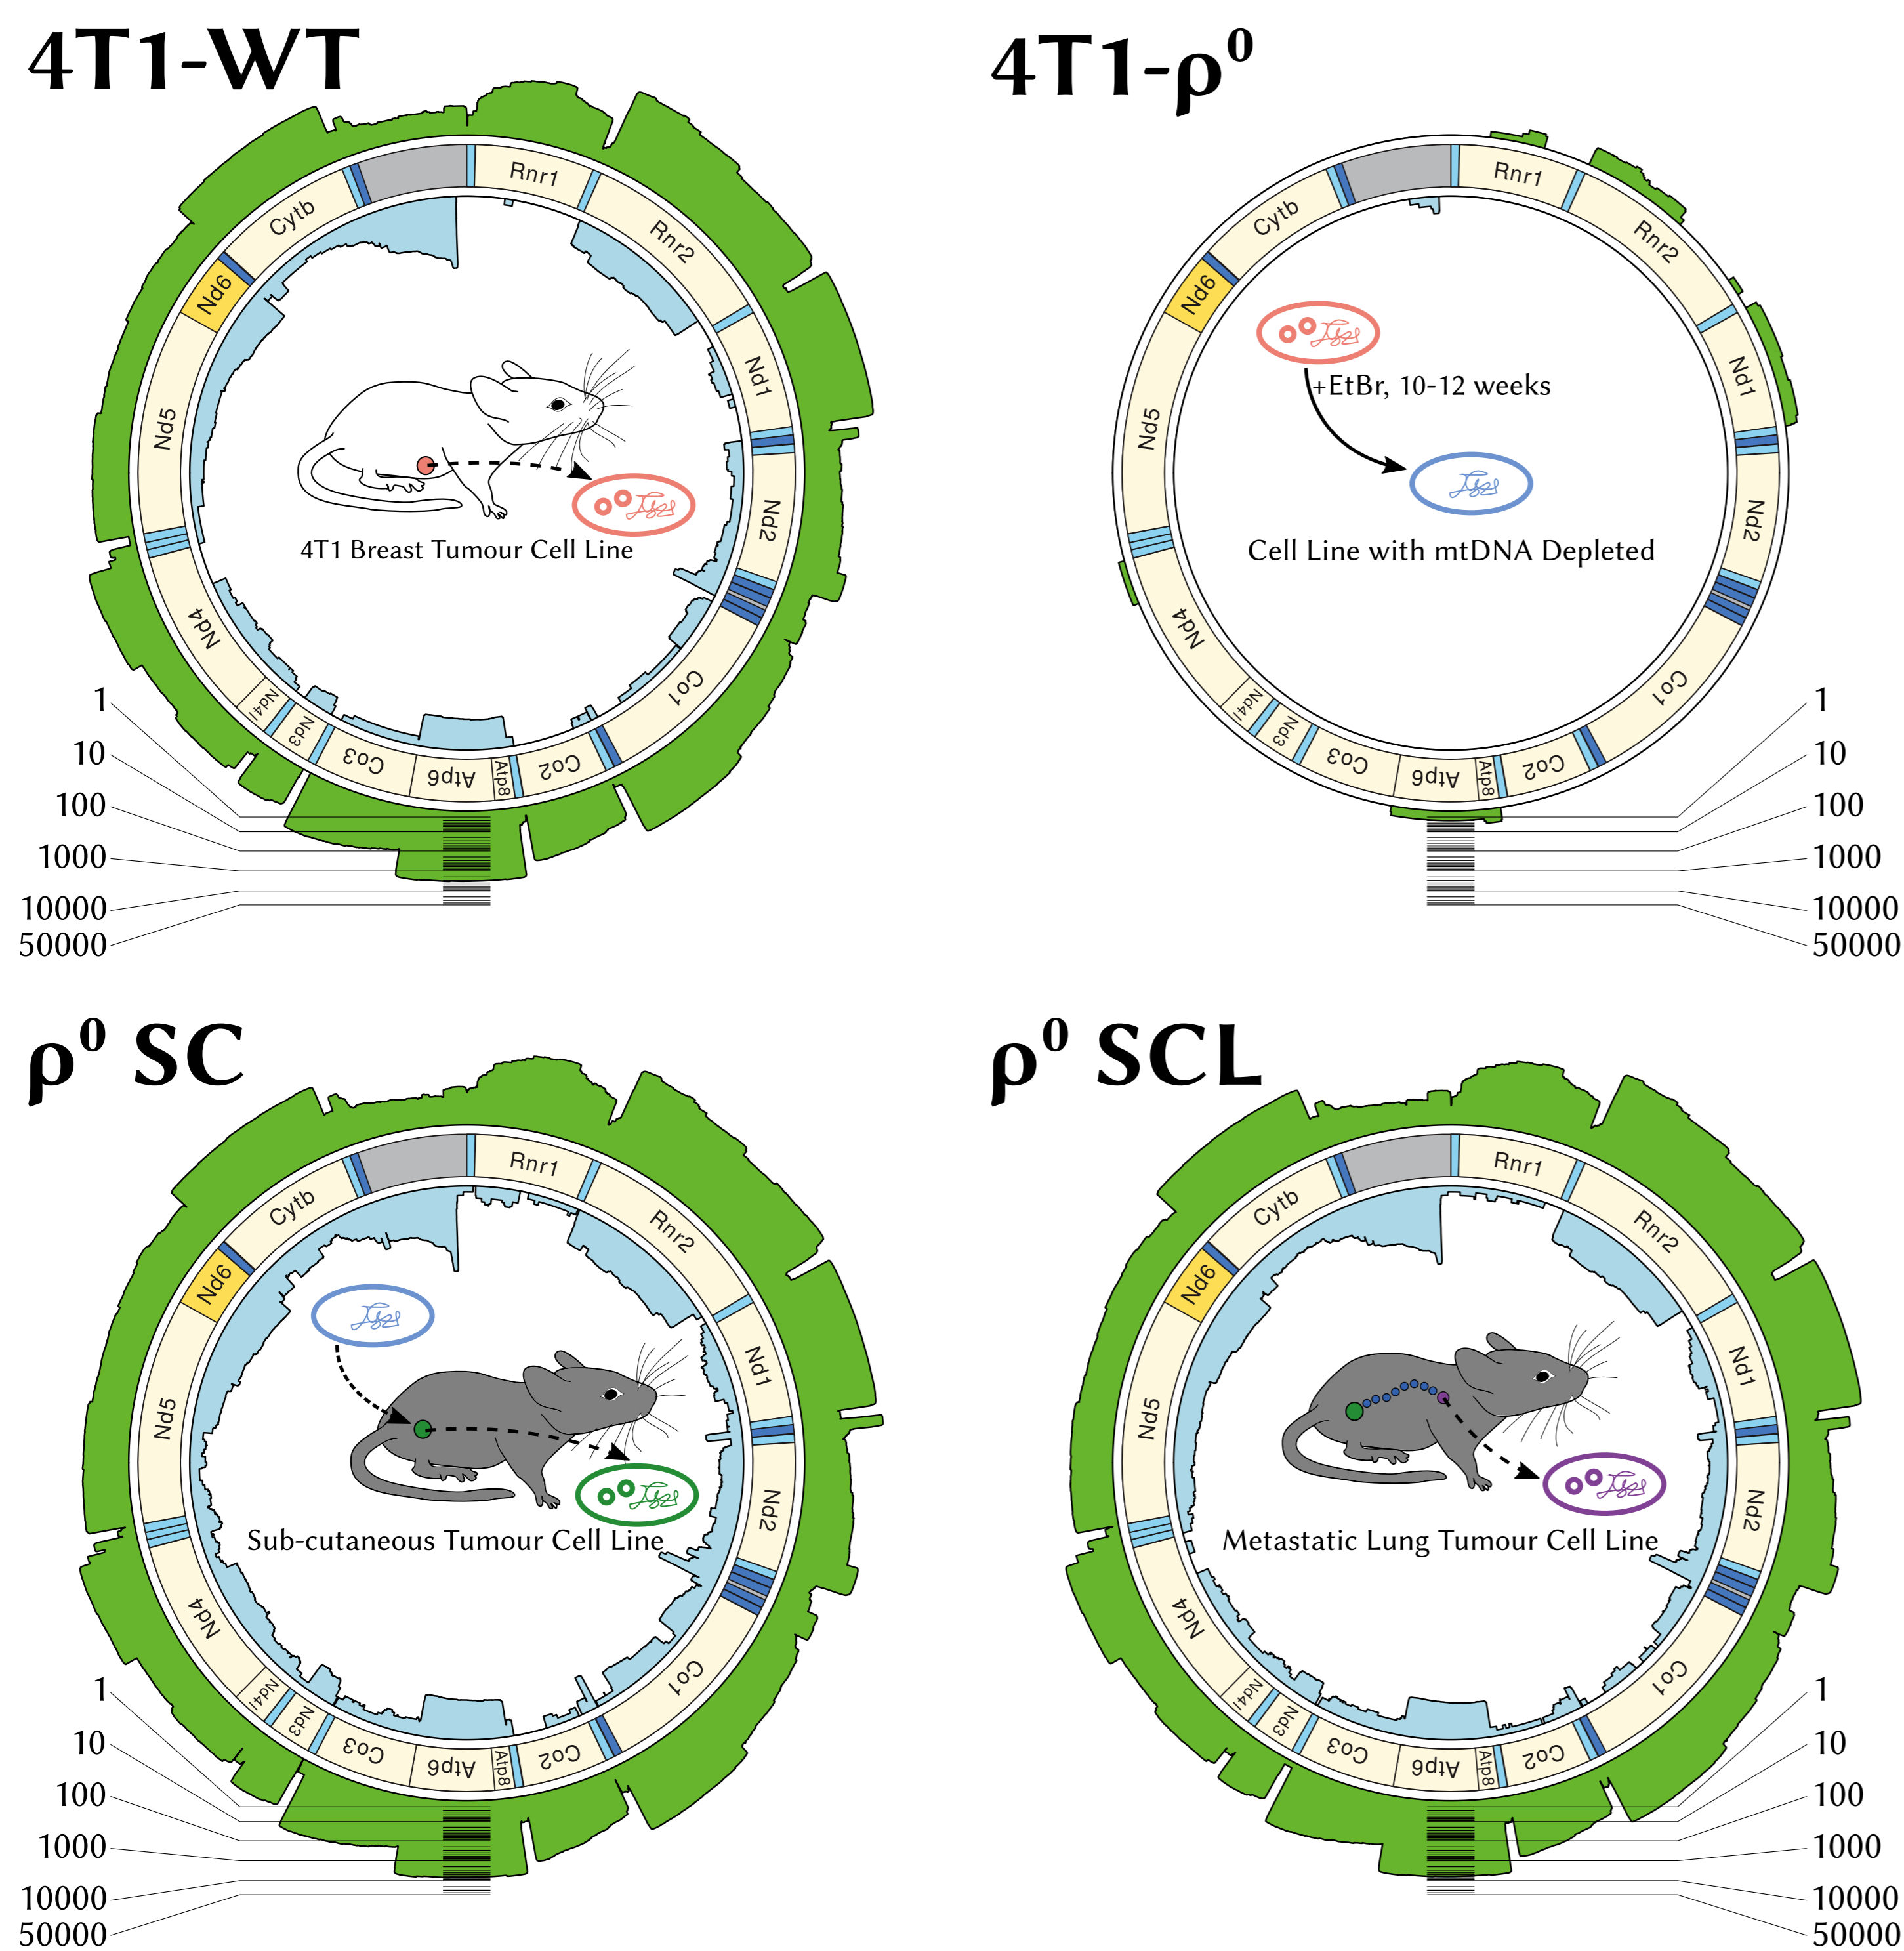 4T1-WT
Rnr1
Rnr2
Nd1
Nd2
Co1
Co2
Atp8
Atp6
Co3
Nd3
Nd4l
Nd4
Nd5
Nd6
Cytb
4T1 Breast Tumour Cell Line
1
10
100
1000
10000
50000
4T1-ρ⁰
Rnr1
Rnr2
Nd1
Nd2
Co1
Co2
Atp8
Atp6
Co3
Nd3
Nd4l
Nd4
Nd5
Nd6
Cytb
+EtBr, 10-12 weeks
Cell Line with mtDNA Depleted
1
10
100
1000
10000
50000
ρ⁰ SC
Rnr1
Rnr2
Nd1
Nd2
Co1
Co2
Atp8
Atp6
Co3
Nd3
Nd4l
Nd4
Nd5
Nd6
Cytb
Sub-cutaneous Tumour Cell Line
1
10
100
1000
10000
50000
ρ⁰ SCL
Rnr1
Rnr2
Nd1
Nd2
Co1
Co2
Atp8
Atp6
Co3
Nd3
Nd4l
Nd4
Nd5
Nd6
Cytb
Metastatic Lung Tumour Cell Line
1
10
100
1000
10000
50000